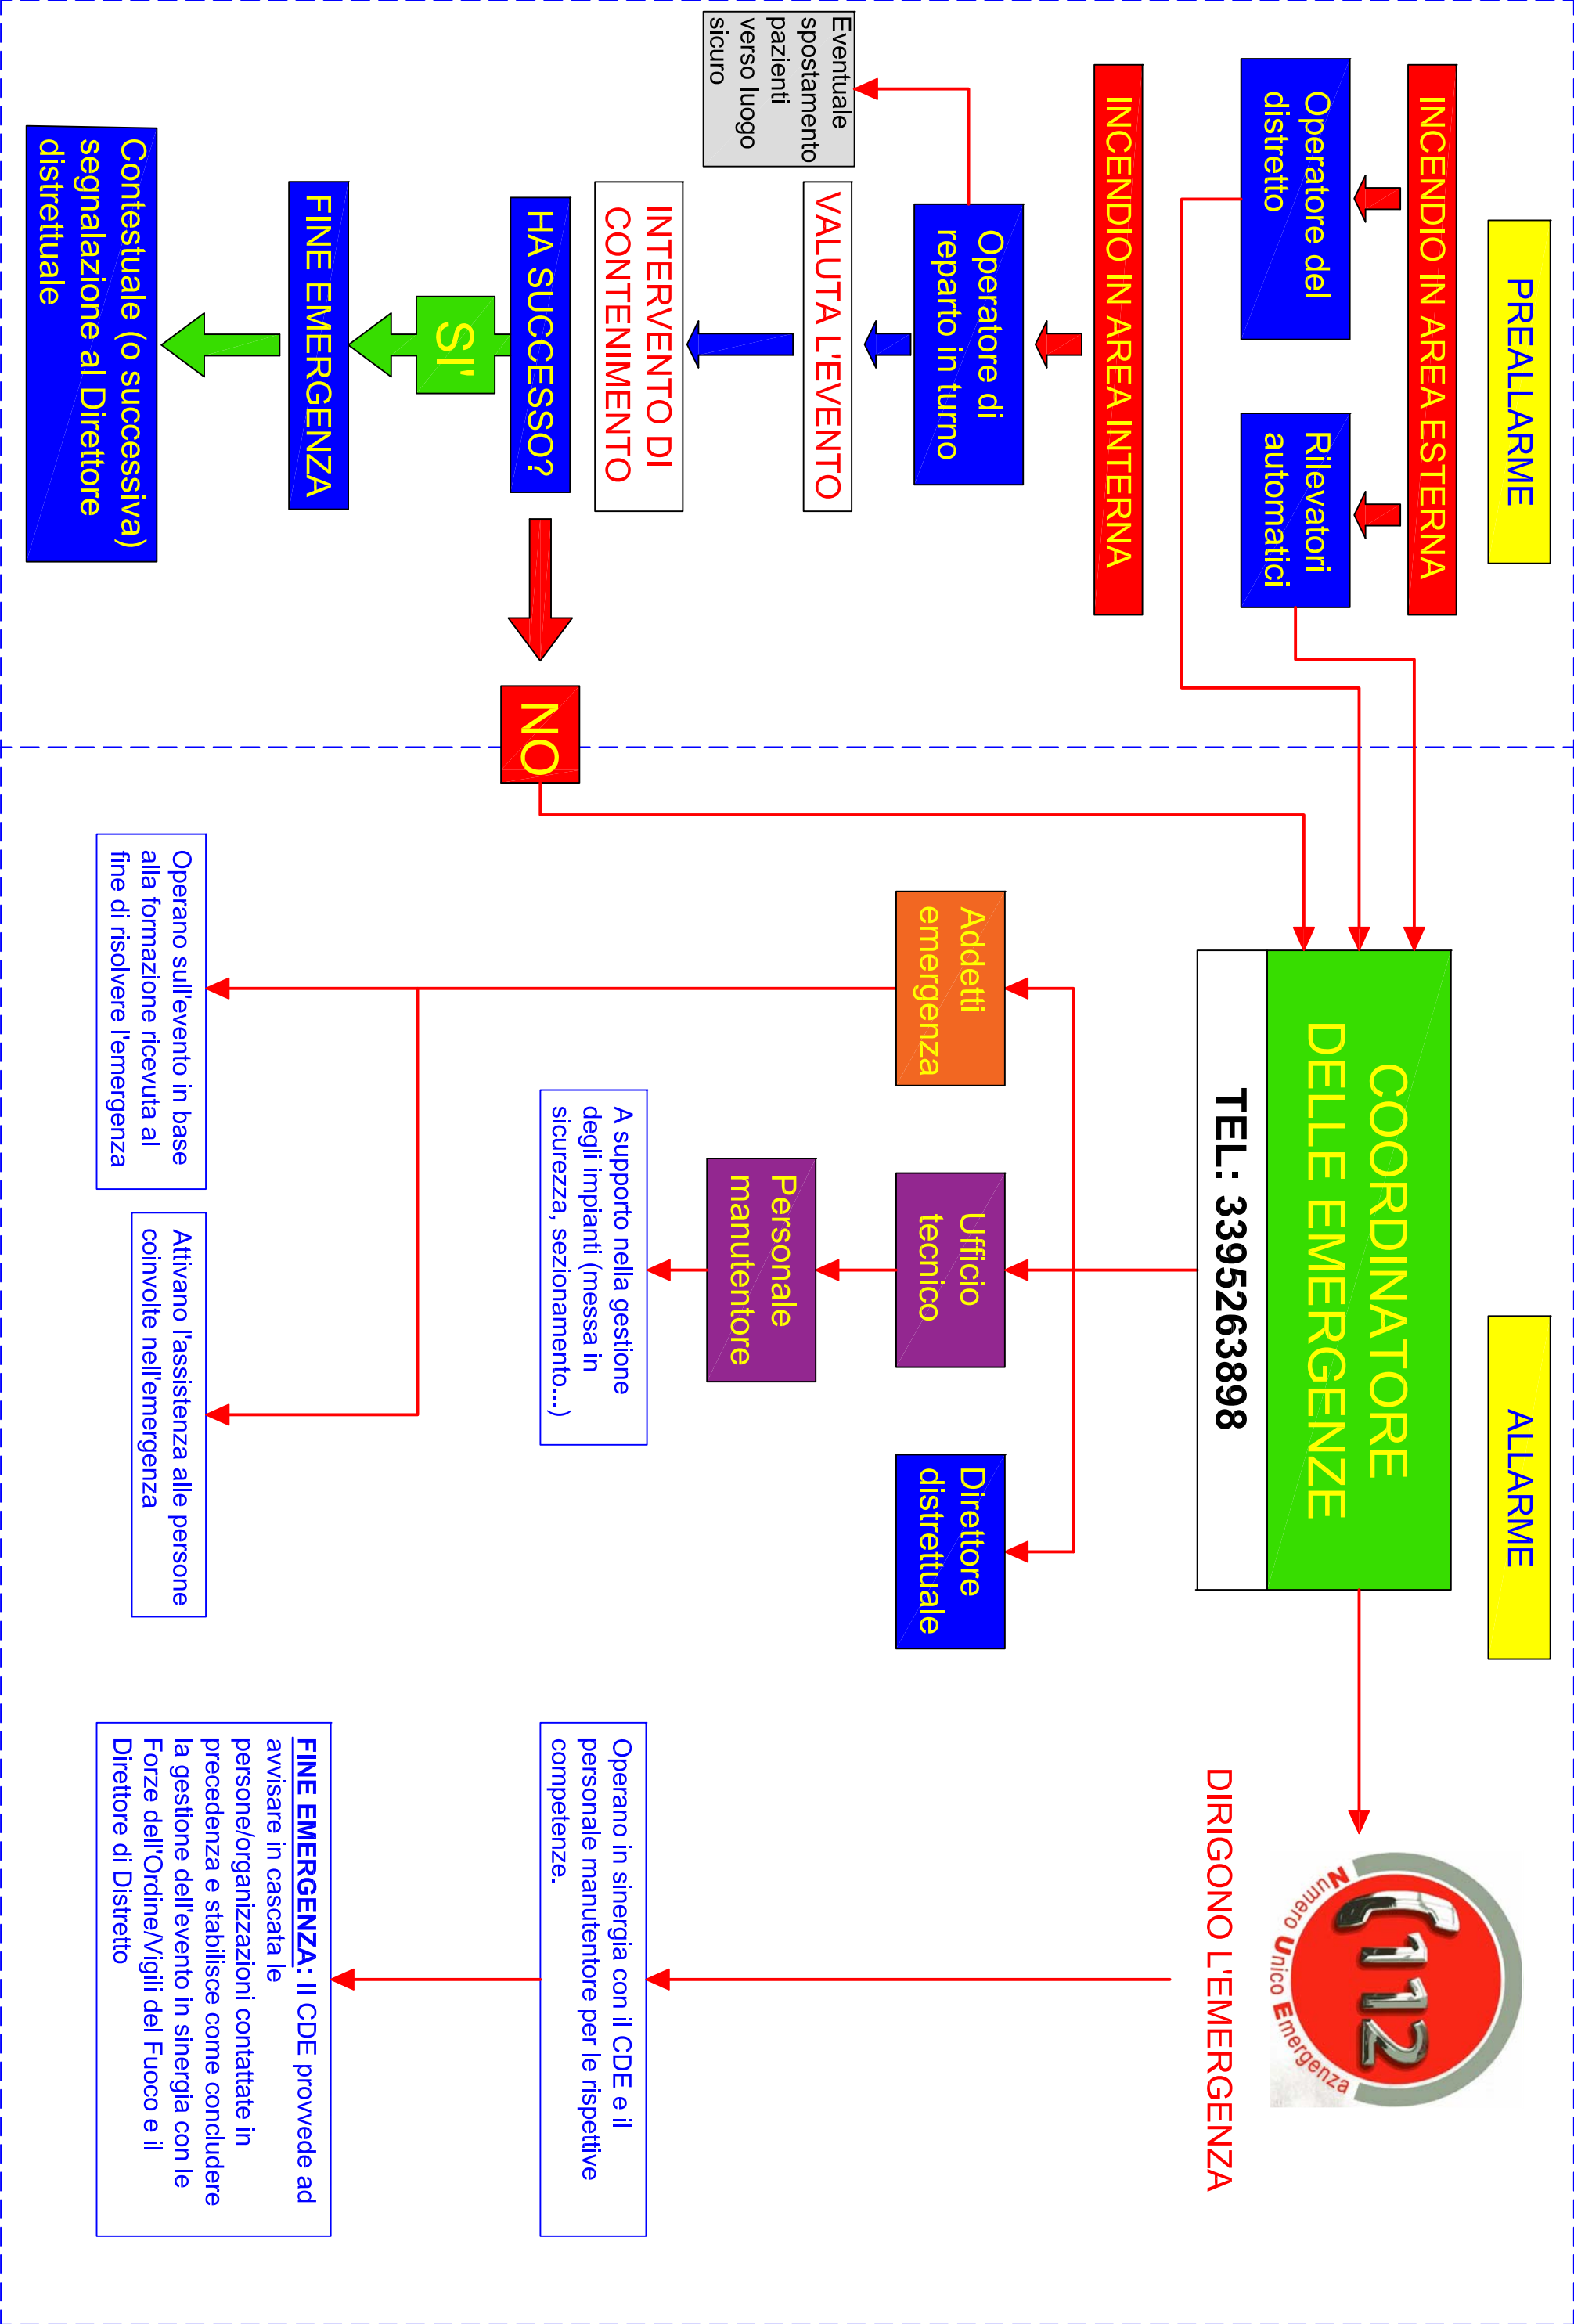 PREALLARME
INCENDIO IN AREA ESTERNA
Operatore del
distretto
Rilevatori
automatici
INCENDIO IN AREA INTERNA
Operatore di
reparto in turno
Eventuale
spostamento
pazienti
verso luogo
sicuro
VALUTA L'EVENTO
INTERVENTO DI
CONTENIMENTO
HA SUCCESSO?
NO
SI'
FINE EMERGENZA
Contestuale (o successiva)
segnalazione al Direttore
distrettuale
ALLARME
COORDINATORE
DELLE EMERGENZE
TEL: 3395263898
Addetti
emergenza
Ufficio
tecnico
Direttore
distrettuale
Personale
manutentore
A supporto nella gestione
degli impianti (messa in
sicurezza, sezionamento...)
Operano sull'evento in base
alla formazione ricevuta al
fine di risolvere l'emergenza
Attivano l'assistenza alle persone
coinvolte nell'emergenza
112
Numero Unico Emergenza
DIRIGONO L'EMERGENZA
Operano in sinergia con il CDE e il
personale manutentore per le rispettive
competenze.
FINE EMERGENZA: Il CDE provvede ad
avvisare in cascata le
persone/organizzazioni contattate in
precedenza e stabilisce come concludere
la gestione dell'evento in sinergia con le
Forze dell'Ordine/Vigili del Fuoco e il
Direttore di Distretto